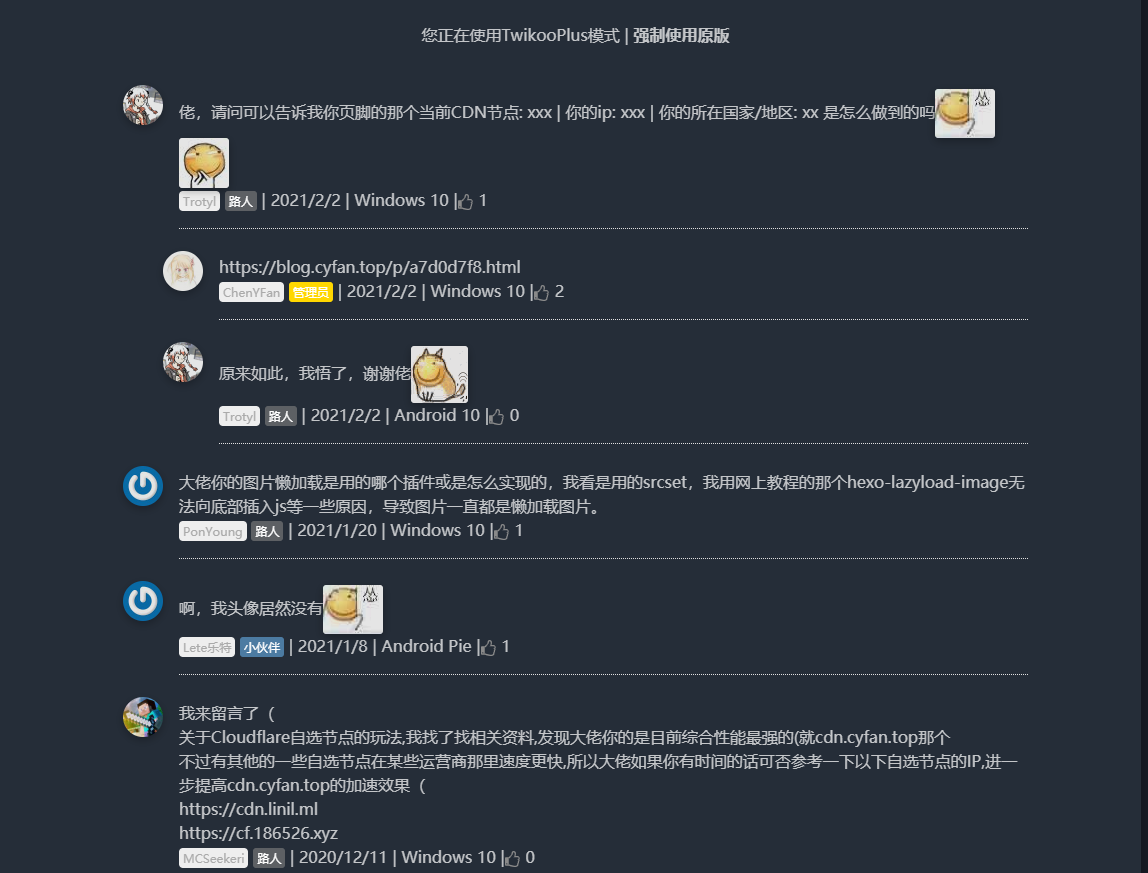 您正在使用TwikooPlus模式 | 强制使用原版
佬，请问可以告诉我你页脚的那个当前CDN节点: xxx | 你的ip: xxx | 你的所在国家/地区: xx 是怎么做到的吗
怂
Trotyl 路人 | 2021/2/2 | Windows 10 | 1
https://blog.cyfan.top/p/a7d0d7f8.html
ChenYFan 管理员 | 2021/2/2 | Windows 10 | 2
原来如此，我悟了，谢谢佬
Trotyl 路人 | 2021/2/2 | Android 10 | 0
大佬你的图片懒加载是用的哪个插件或是怎么实现的，我看是用的srcset，我用网上教程的那个hexo-lazyload-image无
法向底部插入js等一些原因，导致图片一直都是懒加载图片。
PonYoung 路人 | 2021/1/20 | Windows 10 | 1
啊，我头像居然没有
怂
Lete乐特 小伙伴 | 2021/1/8 | Android Pie | 1
我来留言了（
关于Cloudflare自选节点的玩法,我找了找相关资料,发现大佬你的是目前综合性能最强的(就cdn.cyfan.top那个
不过有其他的一些自选节点在某些运营商那里速度更快,所以大佬如果你有时间的话可否参考一下以下自选节点的IP,进一
步提高cdn.cyfan.top的加速效果（
https://cdn.linil.ml
https://cf.186526.xyz
MCSeekeri 路人 | 2020/12/11 | Windows 10 | 0